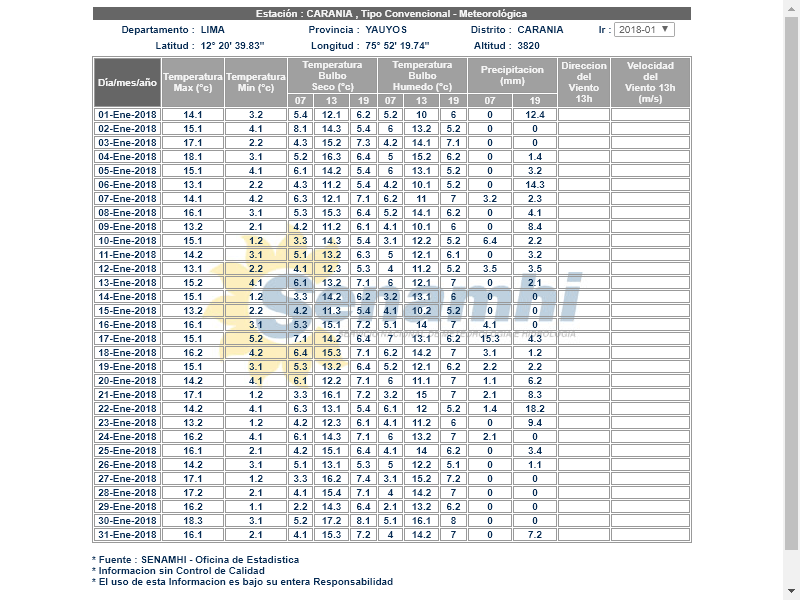 Estación : CARANIA , Tipo Convencional - Meteorológica
Departamento : LIMA Provincia : YAUYOS Distrito : CARANIA Ir : 2018-01
Latitud : 12° 20' 39.83" Longitud : 75° 52' 19.74" Altitud : 3820
Dia/mes/año Temperatura Max (°c) Temperatura Min (°c) Temperatura Bulbo Seco (°c) Temperatura Bulbo Humedo (°c) Precipitacion (mm) Direccion del Viento 13h Velocidad del Viento 13h (m/s)
07 13 19 07 13 19 07 19
01-Ene-2018 14.1 3.2 5.4 12.1 6.2 5.2 10 6 0 12.4
02-Ene-2018 15.1 4.1 8.1 14.3 5.4 6 13.2 5.2 0 0
03-Ene-2018 17.1 2.2 4.3 15.2 7.3 4.2 14.1 7.1 0 0
04-Ene-2018 18.1 3.1 5.2 16.3 6.4 5 15.2 6.2 0 1.4
05-Ene-2018 15.1 4.1 6.1 14.2 5.4 6 13.1 5.2 0 3.2
06-Ene-2018 13.1 2.2 4.3 11.2 5.4 4.2 10.1 5.2 0 14.3
07-Ene-2018 14.1 4.2 6.3 12.1 7.1 6.2 11 7 3.2 2.3
08-Ene-2018 16.1 3.1 5.3 15.3 6.4 5.2 14.1 6.2 0 4.1
09-Ene-2018 13.2 2.1 4.2 11.2 6.1 4.1 10.1 6 0 8.4
10-Ene-2018 15.1 1.2 3.3 14.3 5.4 3.1 12.2 5.2 6.4 2.2
11-Ene-2018 14.2 3.1 5.1 13.2 6.3 5 12.1 6.1 0 3.2
12-Ene-2018 13.1 2.2 4.1 12.3 5.3 4 11.2 5.2 3.5 3.5
13-Ene-2018 15.2 4.1 6.1 13.2 7.1 6 12.1 7 0 2.1
14-Ene-2018 15.1 1.2 3.3 14.2 6.2 3.2 13.1 6 0 0
15-Ene-2018 13.2 2.2 4.2 11.3 5.4 4.1 10.2 5.2 0 0
16-Ene-2018 16.1 3.1 5.3 15.1 7.2 5.1 14 7 4.1 0
17-Ene-2018 15.1 5.2 7.1 14.2 6.4 7 13.1 6.2 15.3 4.3
18-Ene-2018 16.2 4.2 6.4 15.3 7.1 6.2 14.2 7 3.1 1.2
19-Ene-2018 15.1 3.1 5.3 13.2 6.4 5.2 12.1 6.2 2.2 2.2
20-Ene-2018 14.2 4.1 6.1 12.2 7.1 6 11.1 7 1.1 6.2
21-Ene-2018 17.1 1.2 3.3 16.1 7.2 3.2 15 7 2.1 8.3
22-Ene-2018 14.2 4.1 6.3 13.1 5.4 6.1 12 5.2 1.4 18.2
23-Ene-2018 13.2 1.2 4.2 12.3 6.1 4.1 11.2 6 0 9.4
24-Ene-2018 16.2 4.1 6.1 14.3 7.1 6 13.2 7 2.1 0
25-Ene-2018 16.1 2.1 4.2 15.1 6.4 4.1 14 6.2 0 3.4
26-Ene-2018 14.2 3.1 5.1 13.1 5.3 5 12.2 5.1 0 1.1
27-Ene-2018 17.1 1.2 3.3 16.2 7.4 3.1 15.2 7.2 0 0
28-Ene-2018 17.2 2.1 4.1 15.4 7.1 4 14.2 7 0 0
29-Ene-2018 16.2 1.1 2.2 14.3 6.4 2.1 13.2 6.2 0 0
30-Ene-2018 18.3 3.1 5.2 17.2 8.1 5.1 16.1 8 0 0
31-Ene-2018 16.1 2.1 4.1 15.3 7.2 4 14.2 7 0 7.2
Senamhi
* Fuente : SENAMHI - Oficina de Estadistica
* Informacion sin Control de Calidad
* El uso de esta Informacion es bajo su entera Responsabilidad